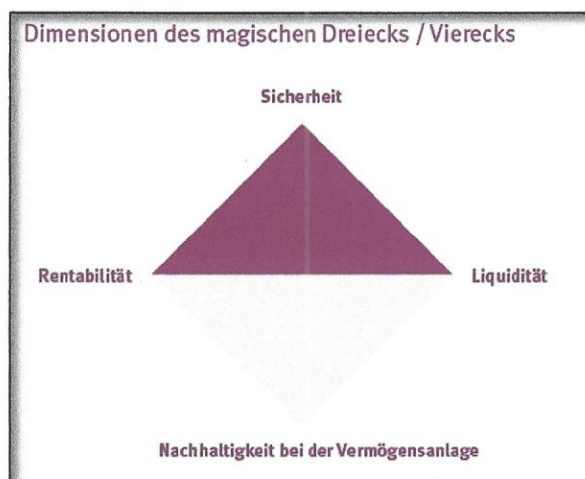 Dimensionen des magischen Dreiecks / Vierecks
Sicherheit
Rentabilität
Liquidität
Nachhaltigkeit bei der Vermögensanlage